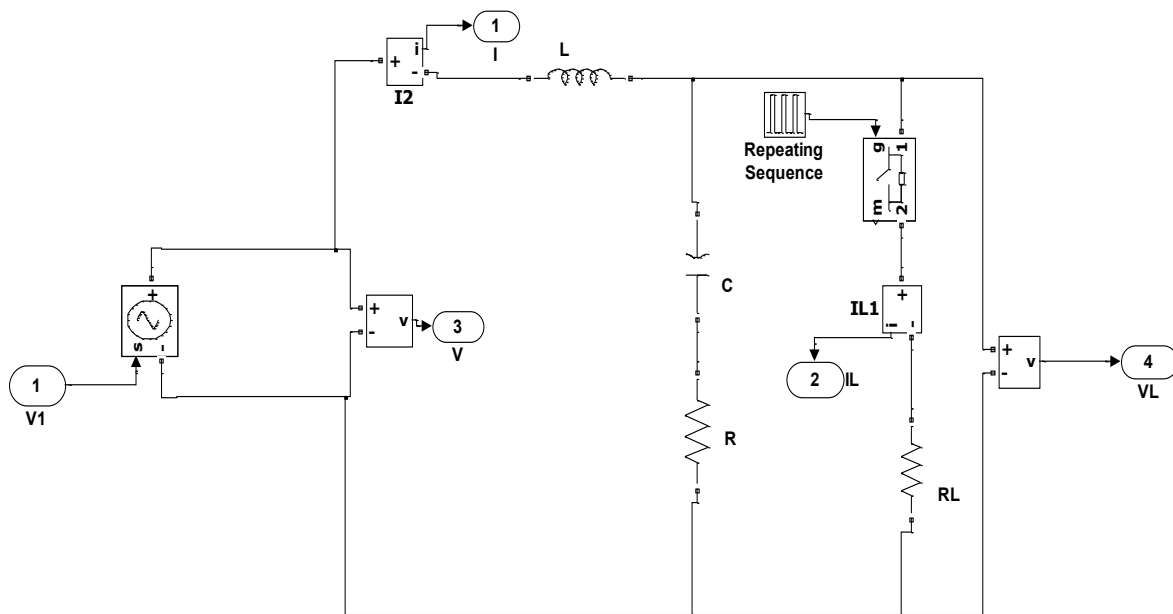 1
I
i
+
-
I2
L
Repeating
Sequence
g
1
m
2
+
-
s
+
-
v
3
V
1
V1
C
IL1
+
i
-
2
IL
+
-
v
4
VL
R
RL